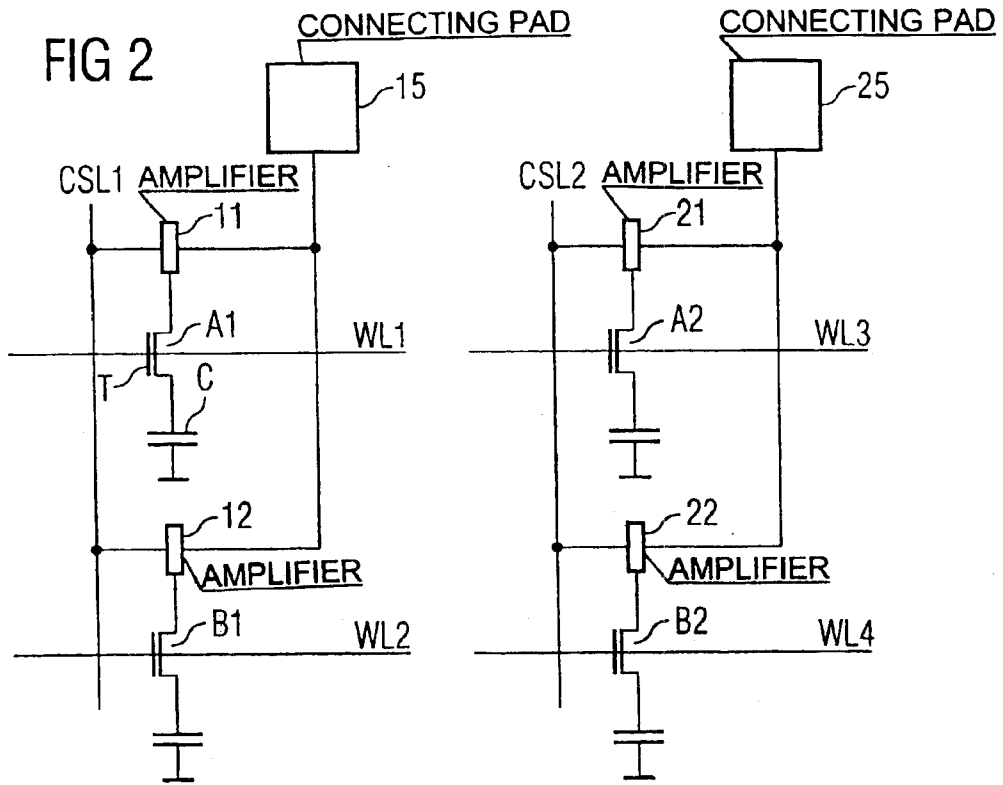 FIG 2
CONNECTING PAD
CONNECTING PAD
15
25
CSL1
AMPLIFIER
CSL2
AMPLIFIER
11
21
A1
WL1
A2
WL3
T
C
12
22
AMPLIFIER
AMPLIFIER
B1
WL2
B2
WL4